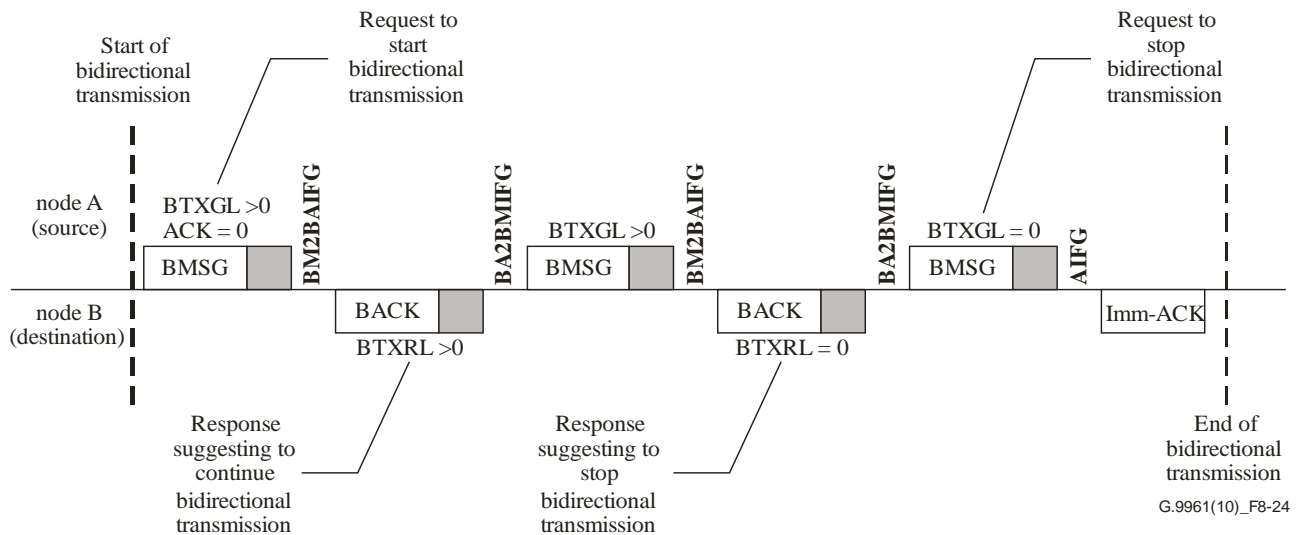 Start of
bidirectional
transmission
Request to
start
bidirectional
transmission
Request to
stop
bidirectional
transmission
node A
(source)
BTXGL >0
ACK = 0
BMSG
BM2BAIFG
BA2BMIFG
BTXGL >0
BMSG
BM2BAIFG
BA2BMIFG
BTXGL = 0
BMSG
AIFG
node B
(destination)
BACK
BTXRL >0
BACK
BTXRL = 0
Imm-ACK
Response
suggesting to
continue
bidirectional
transmission
Response
suggesting to
stop
bidirectional
transmission
End of
bidirectional
transmission
G.9961(10)_F8-24